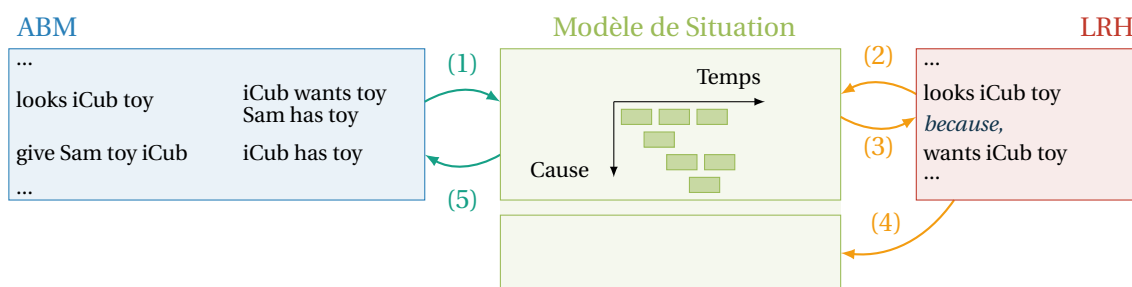 ABM
...
looks iCub toy
iCub wants toy
Sam has toy
give Sam toy iCub
iCub has toy
...
(1)
(5)
Modèle de Situation
Temps
Cause
(2)
(3)
(4)
LRH
...
looks iCub toy
because,
wants iCub toy
...